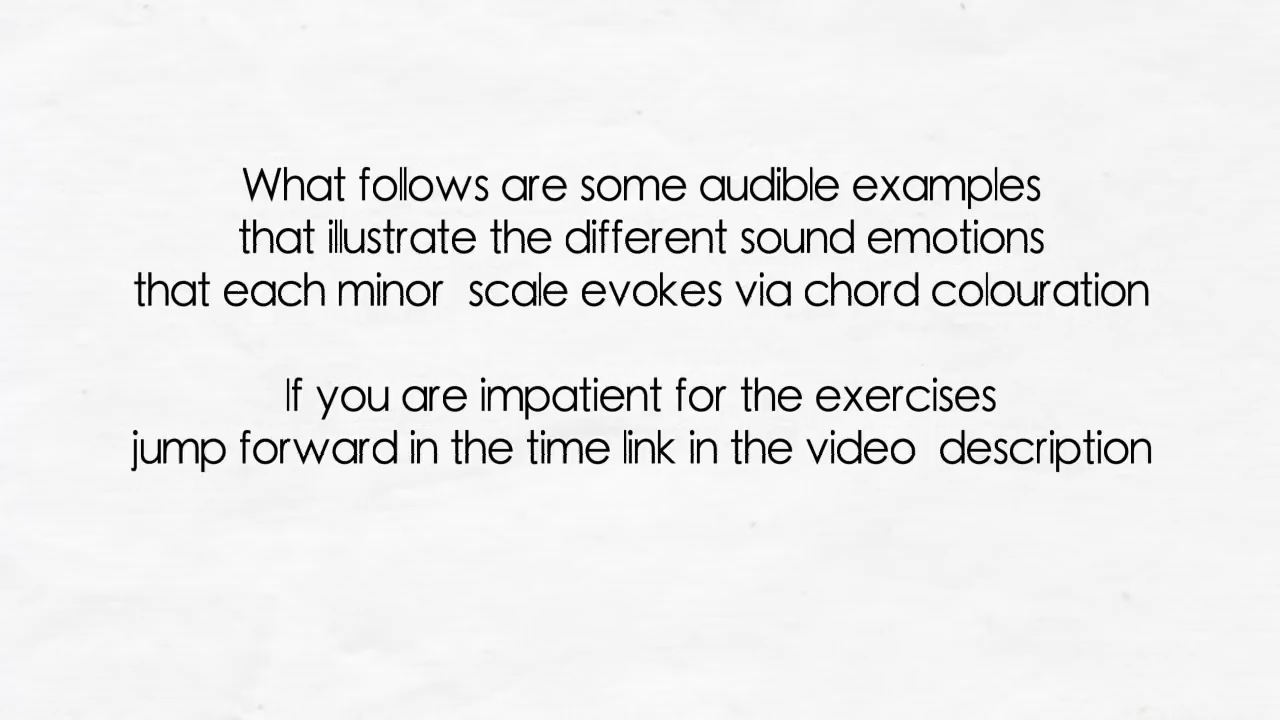 What follows are some audible examples
that illustrate the different sound emotions
that each minor  scale evokes via chord colouration
If you are impatient for the exercises
jump forward in the time link in the video  description